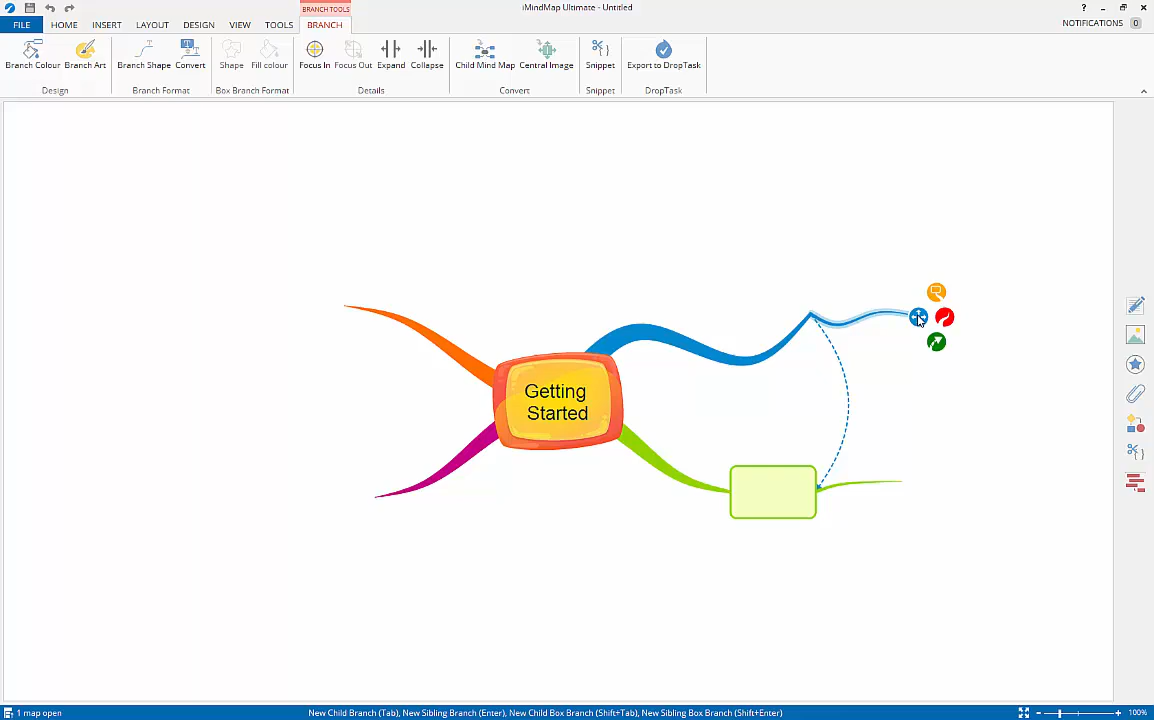 iMindMap Ultimate - Untitled
BRANCH TOOLS
FILE HOME INSERT LAYOUT DESIGN VIEW TOOLS BRANCH
NOTIFICATIONS 0
Branch Colour Branch Art Branch Shape Convert Shape Fill colour Focus In Focus Out Expand Collapse Child Mind Map Central Image Snippet Export to DropTask
Design Branch Format Box Branch Format Details Convert Snippet DropTask
Getting
Started
1 map open
New Child Branch (Tab), New Sibling Branch (Enter), New Child Box Branch (Shift+Tab), New Sibling Box Branch (Shift+Enter)
100%